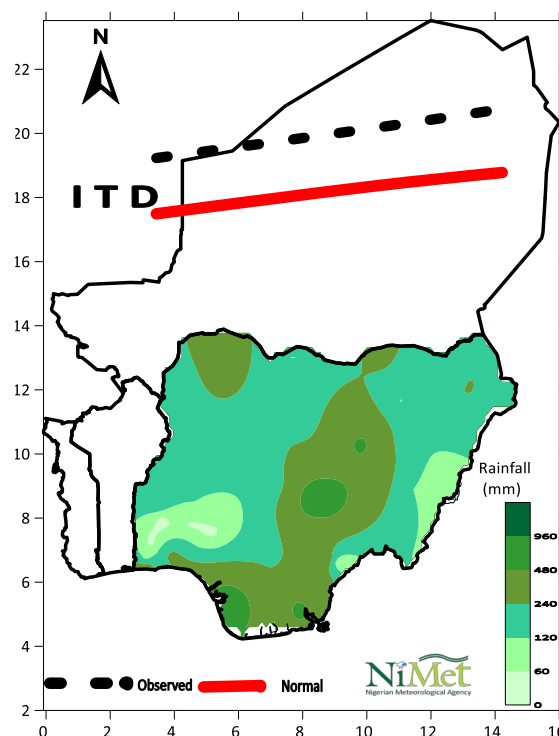 N
22
20
18
16
14
12
10
8
6
4
2
I T D
Rainfall
(mm)
960
480
240
120
60
0
Observed
Normal
NiMet
Nigerian Meteorological Agency
0 2 4 6 8 10 12 14 16